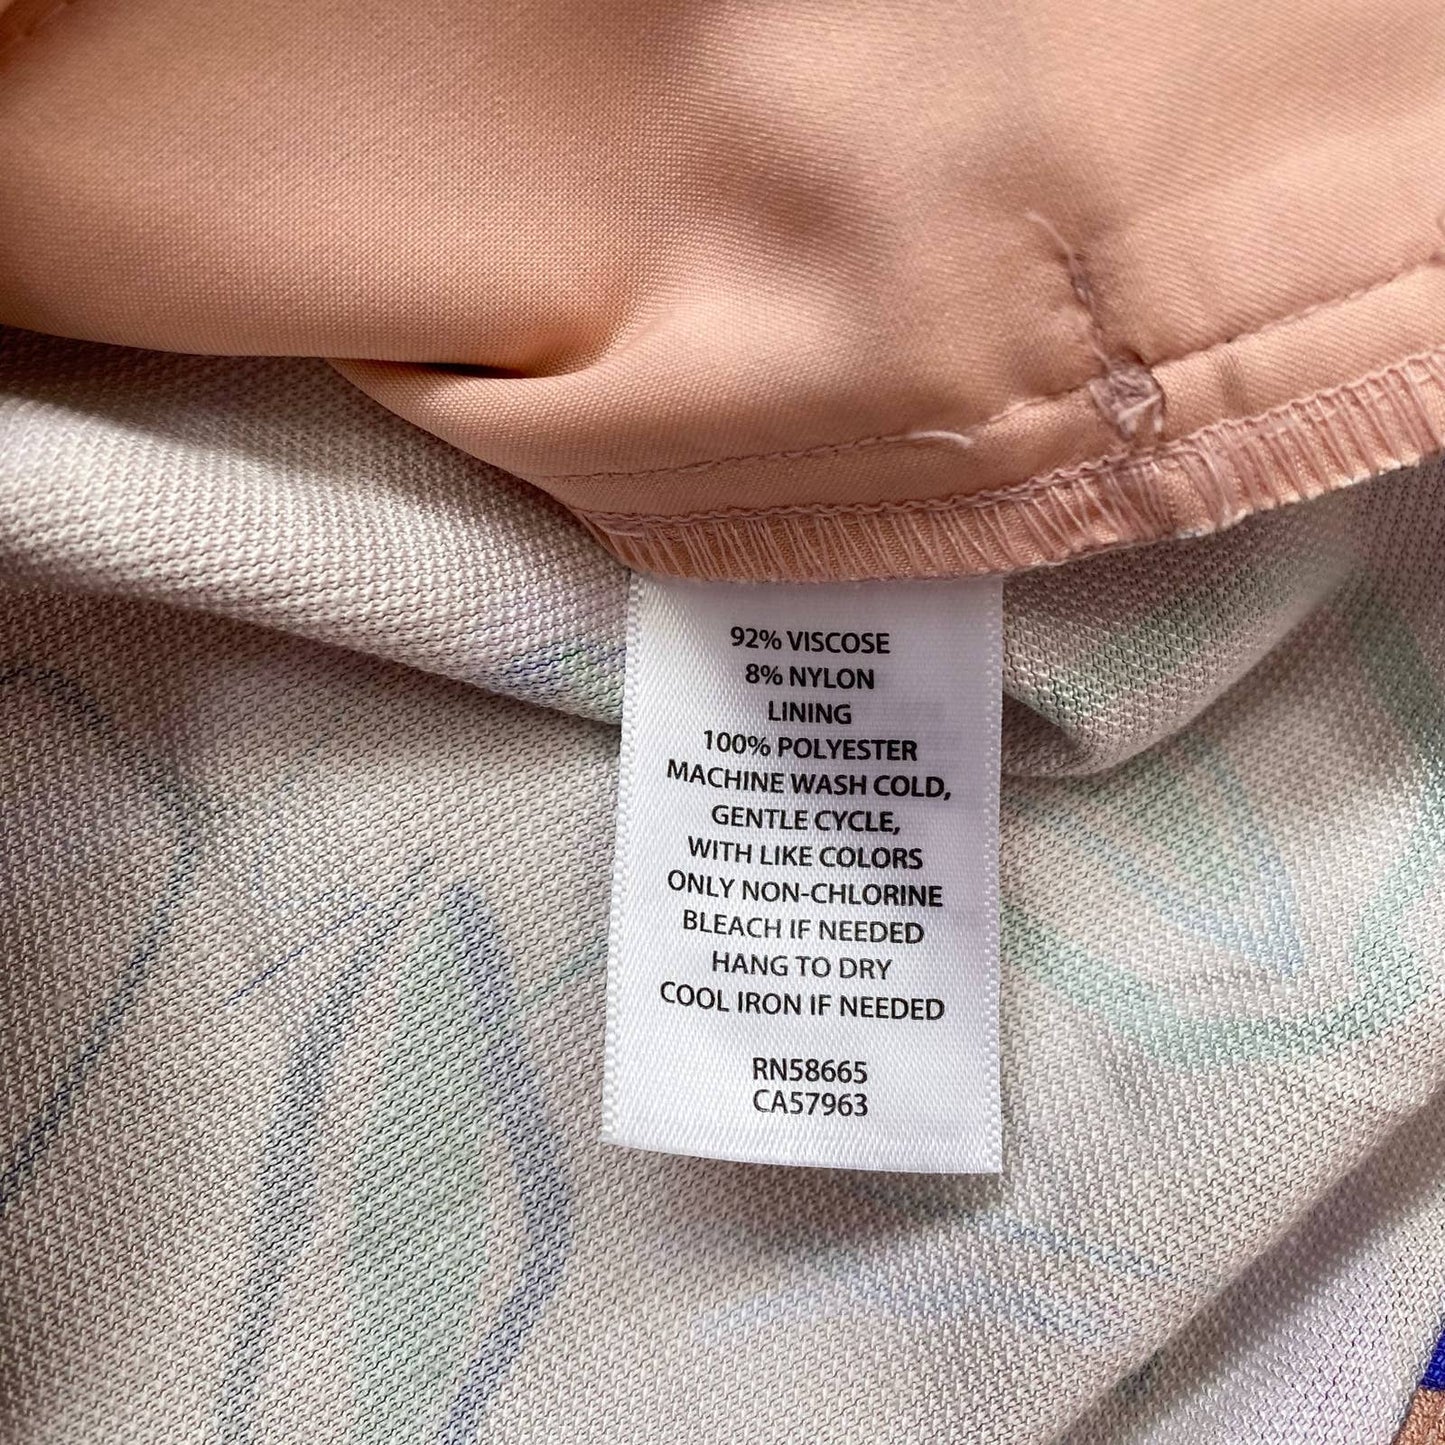 92% VISCOSE
8% NYLON
LINING
100% POLYESTER
MACHINE WASH COLD,
GENTLE CYCLE,
WITH LIKE COLORS
ONLY NON-CHLORINE
BLEACH IF NEEDED
HANG TO DRY
COOL IRON IF NEEDED
RN58665
CA57963